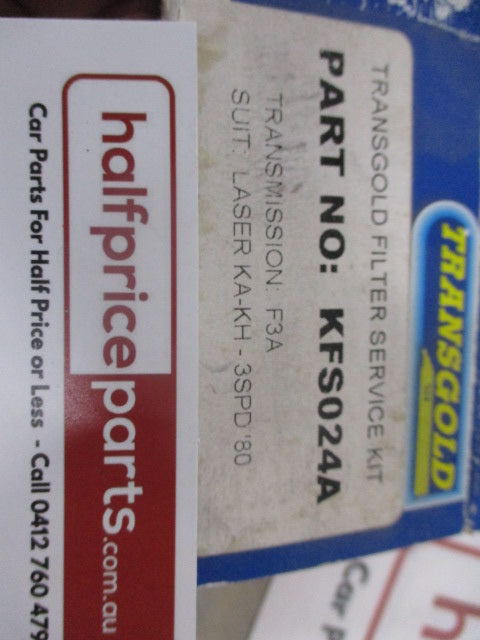 TRANSGOLD
TRANSGOLD FILTER SERVICE KIT
PART NO: KFS024A
TRANSMISSION: F3A
SUIT: LASER KA-KH - 3SPD '80
halfpriceparts.com.au
Car Parts For Half Price or Less - Call 0412 760 479
Car P
h